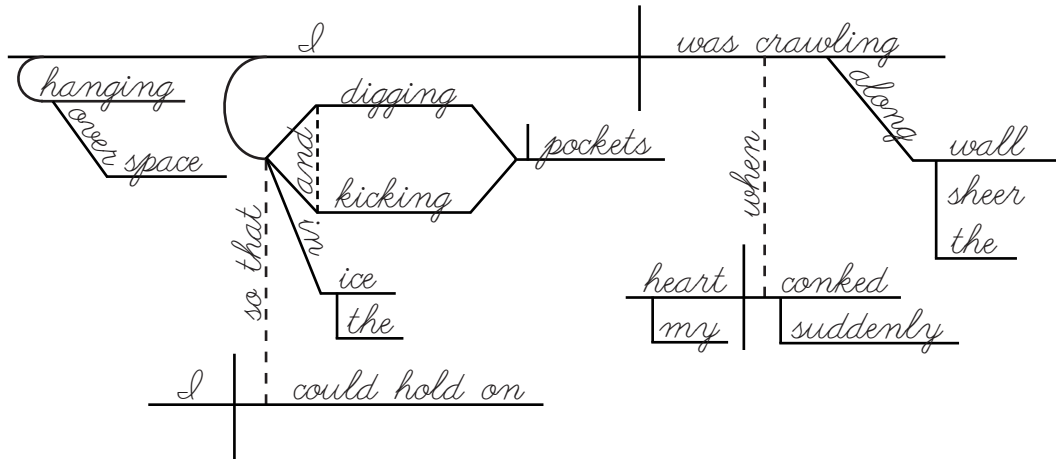 I was crawling
hanging along
over space
digging
and pockets
kicking
when wall
sheer
the
so that
in ice
the
heart conked
my suddenly
I could hold on